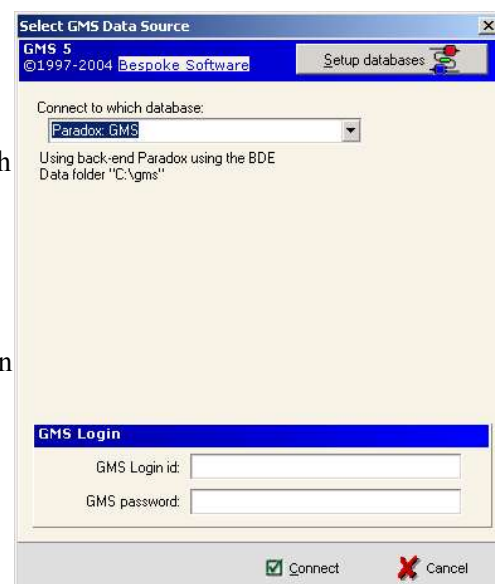 Select GMS Data Source
GMS 5
©1997-2004 Bespoke Software
Setup databases
Connect to which database:
Paradox: GMS
h
Using back-end Paradox using the BDE
Data folder "C:\gms"
n
GMS Login
GMS Login id:
GMS password:
Connect
Cancel